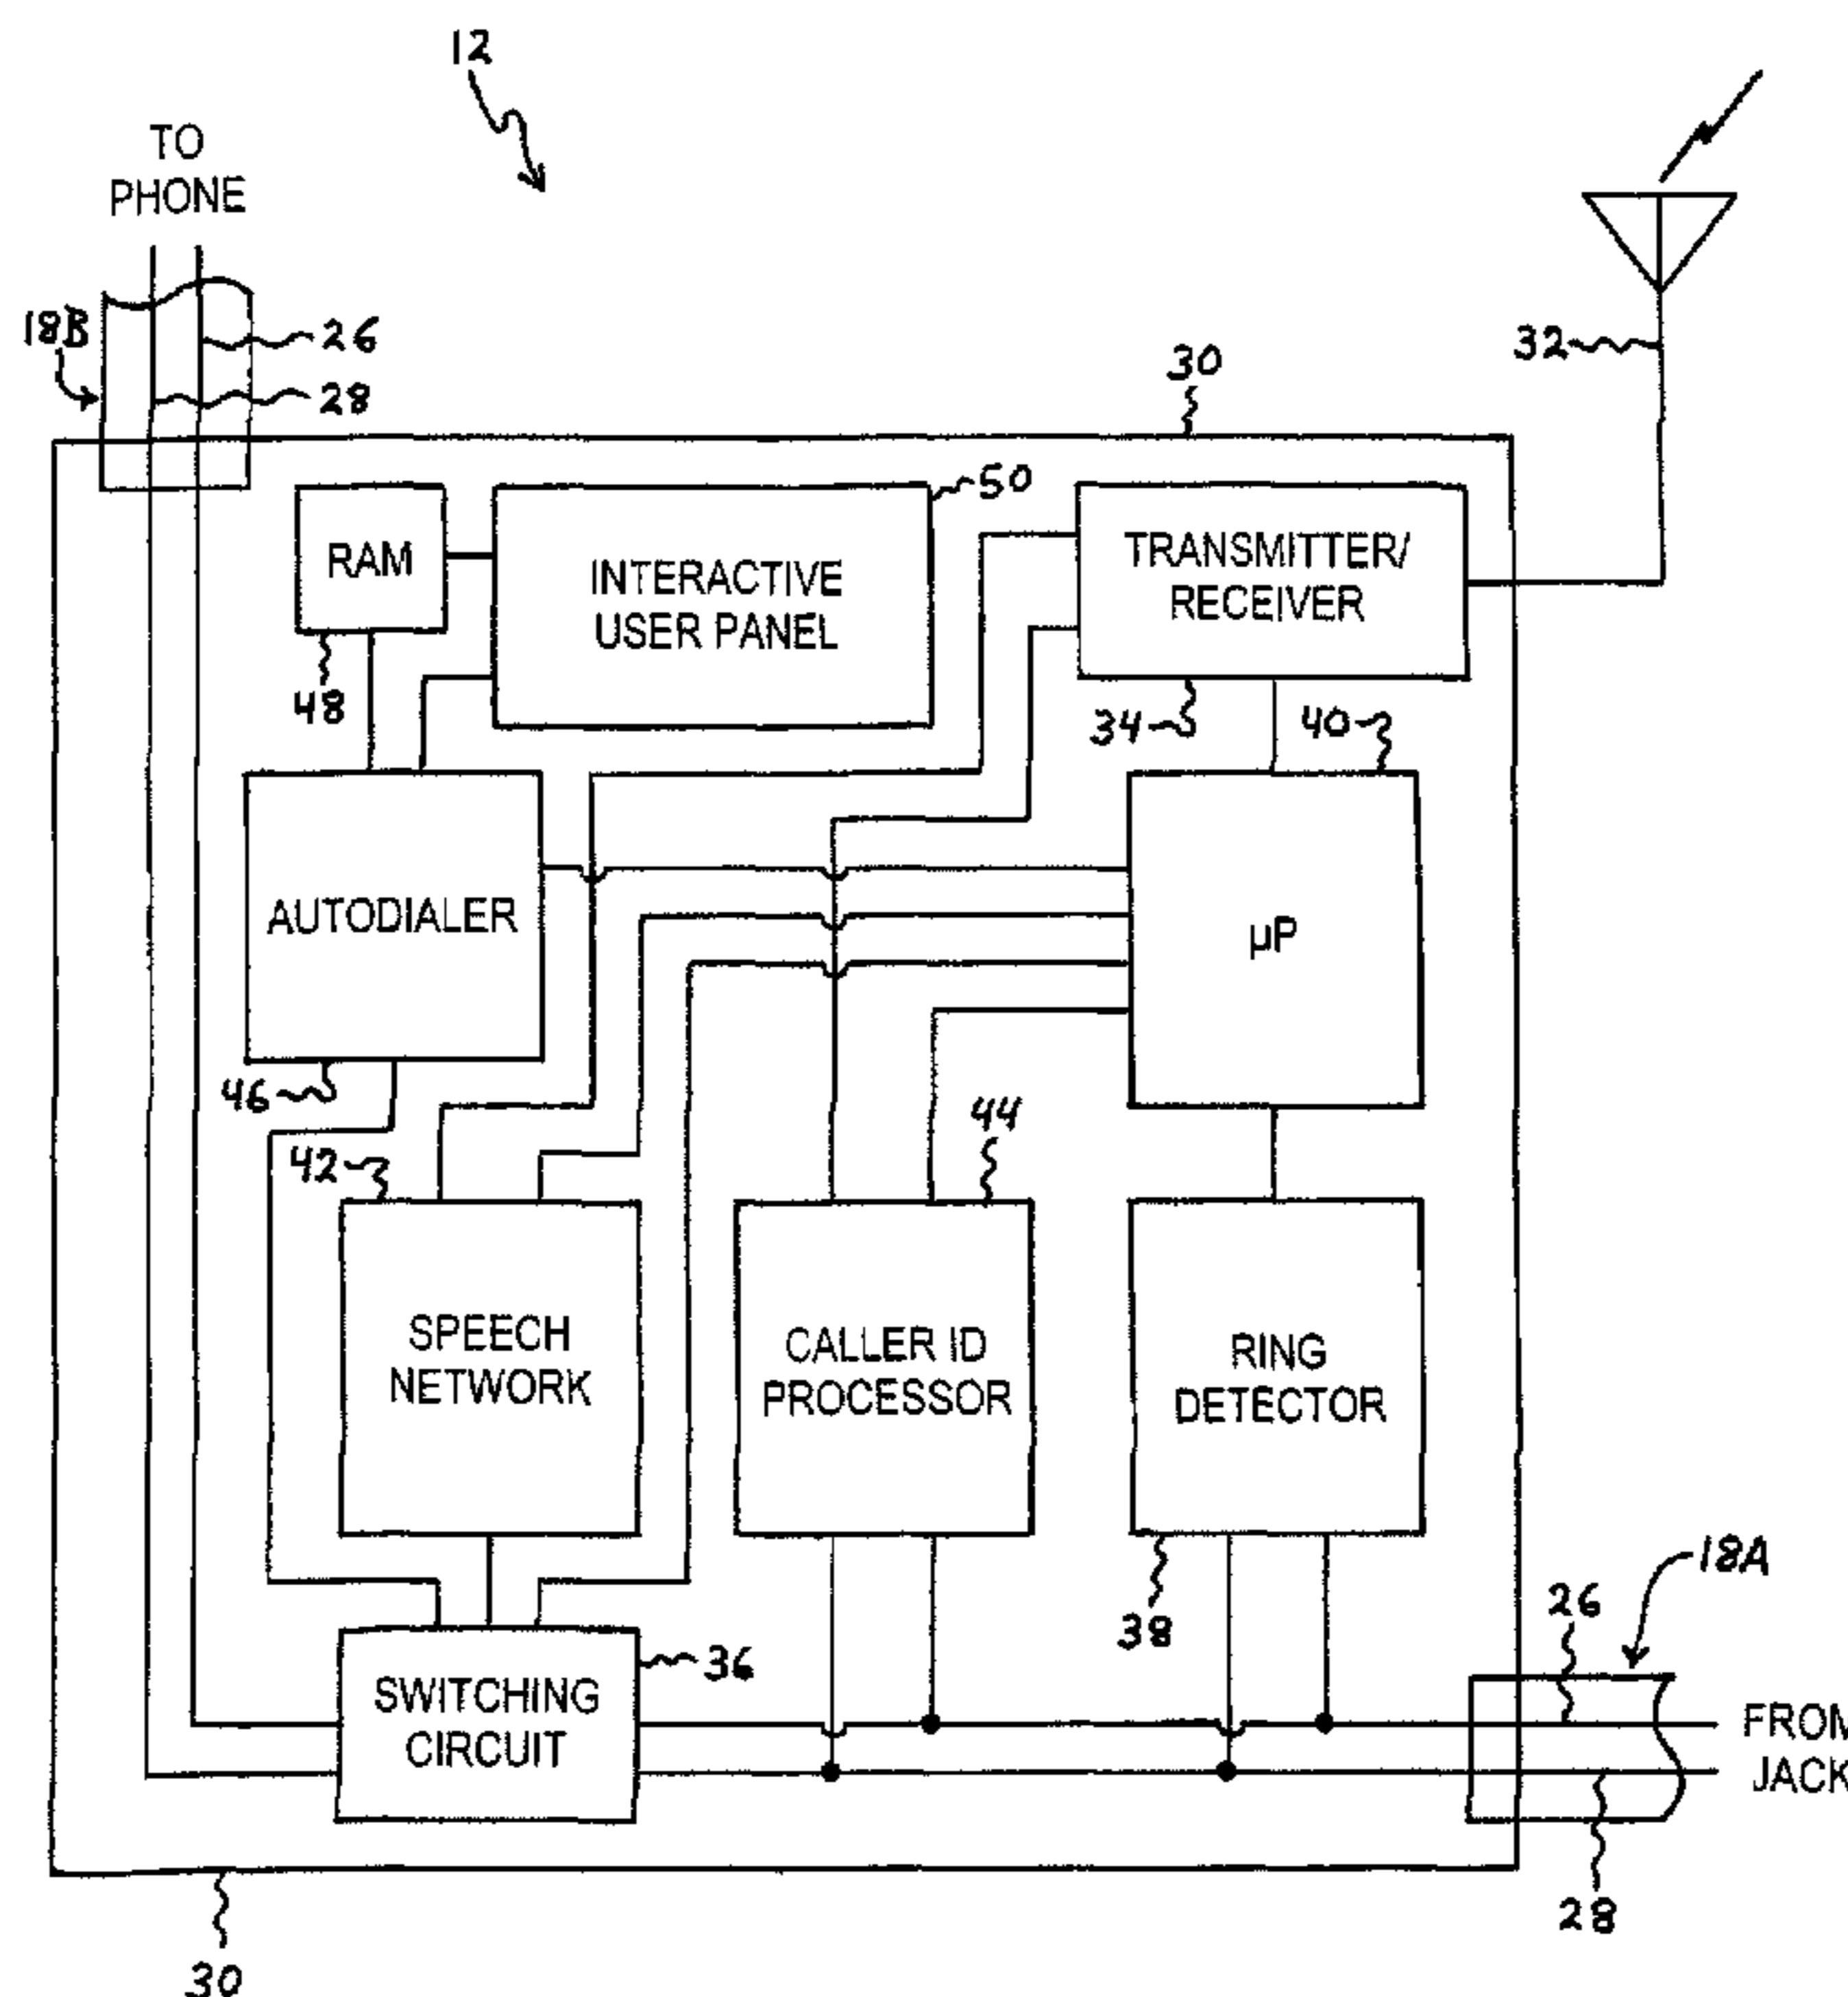 12
TO
PHONE
18B
26
28
32
30
50
RAM
INTERACTIVE
USER PANEL
TRANSMITTER/
RECEIVER
48
34
40
AUTODIALER
µP
46
42
44
SPEECH
NETWORK
CALLER ID
PROCESSOR
RING
DETECTOR
38
18A
26
36
SWITCHING
CIRCUIT
FROM
JACK
28
30